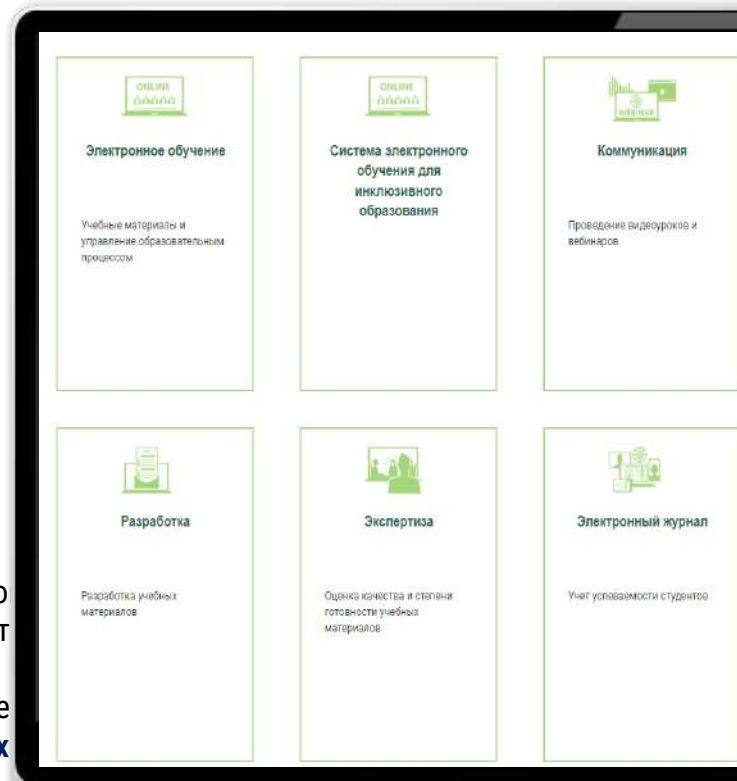 ONLINE
Электронное обучение
Учебные материалы и
управление образовательным
процессом
ONLINE
Система электронного
обучения для
инклюзивного
образования
WEBINAR
Коммуникация
Проведение видеоуроков и
вебинаров
Разработка
Разработка учебных
материалов
Экспертиза
Оценка качества и степени
готовности учебных
материалов
Электронный журнал
Учет успеваемости студентов
о
т
е
х